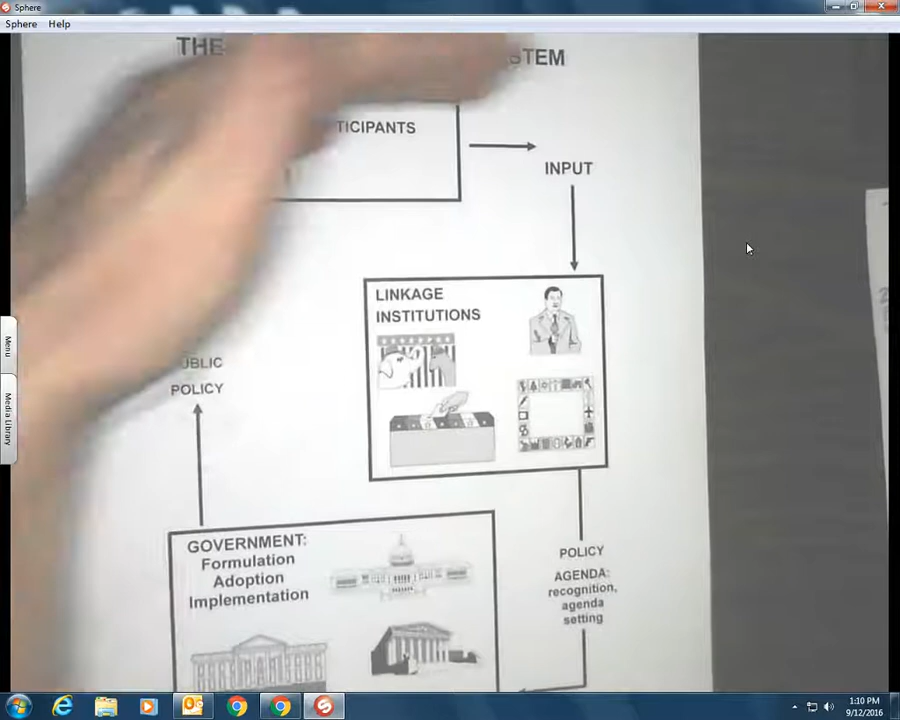 Sphere
Sphere Help
THE
STEM
TICIPANTS
INPUT
LINKAGE
INSTITUTIONS
Menu
Media Library
UBLIC
POLICY
GOVERNMENT:
Formulation
Adoption
Implementation
POLICY
AGENDA:
recognition,
agenda
setting
1:10 PM
9/12/2016